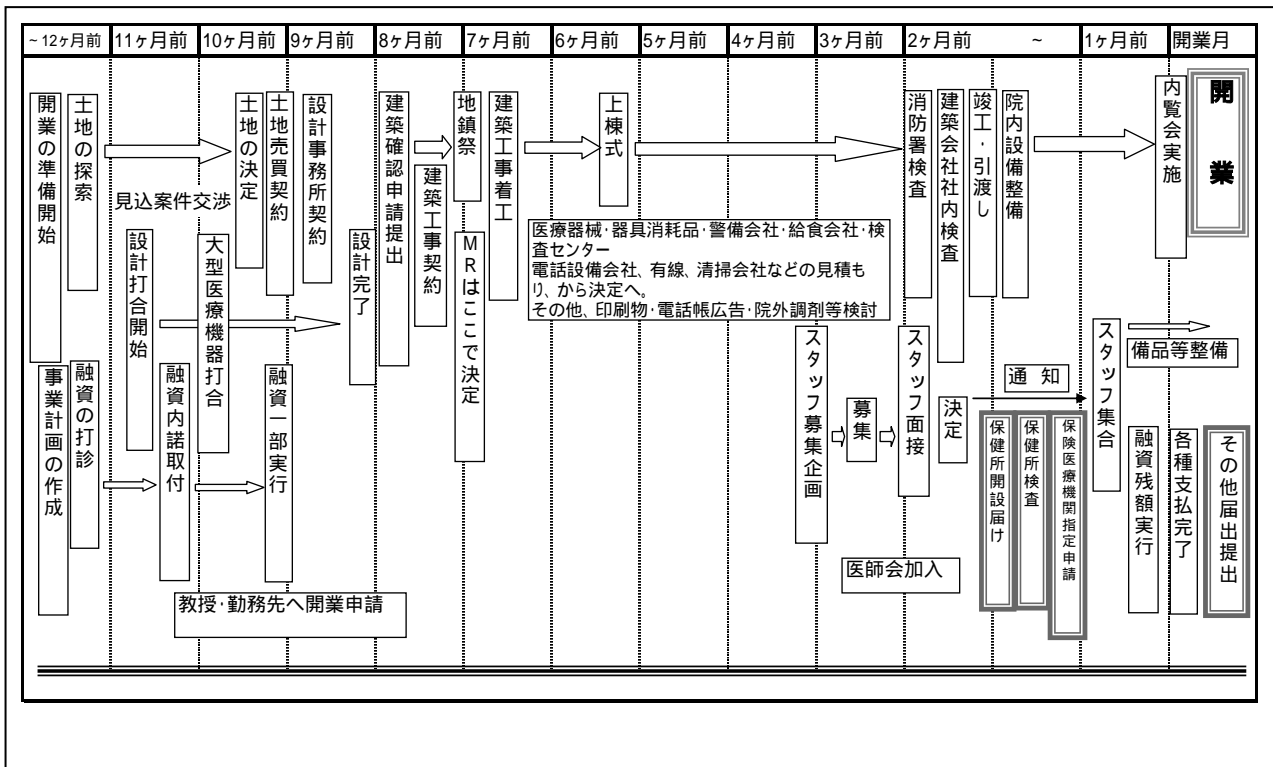 ~12ヶ月前
11ヶ月前
10ヶ月前
9ヶ月前
8ヶ月前
7ヶ月前
6ヶ月前
5ヶ月前
4ヶ月前
3ヶ月前
2ヶ月前
~
1ヶ月前
開業月
開業の準備開始
土地の探索
見込案件交渉
土地の決定
土地売買契約
設計事務所契約
建築確認申請提出
地鎮祭
建築工事着工
上棟式
消防署検査
建築会社社内検査
竣工・引渡し
院内設備整備
内覧会実施
開業
設計打合開始
大型医療機器打合
設計完了
建築工事契約
MRはここで決定
医療器械・器具消耗品・警備会社・給食会社・検
査センター
電話設備会社、有線、清掃会社などの見積も
り、から決定へ。
その他、印刷物・電話帳広告・院外調剤等検討
事業計画の作成
融資の打診
融資内諾取付
融資一部実行
スタッフ募集企画
募集
スタッフ面接
決定
通知
スタッフ集合
備品等整備
保健所開設届け
保健所検査
保険医療機関指定申請
融資残額実行
各種支払完了
その他届出提出
医師会加入
教授・勤務先へ開業申請